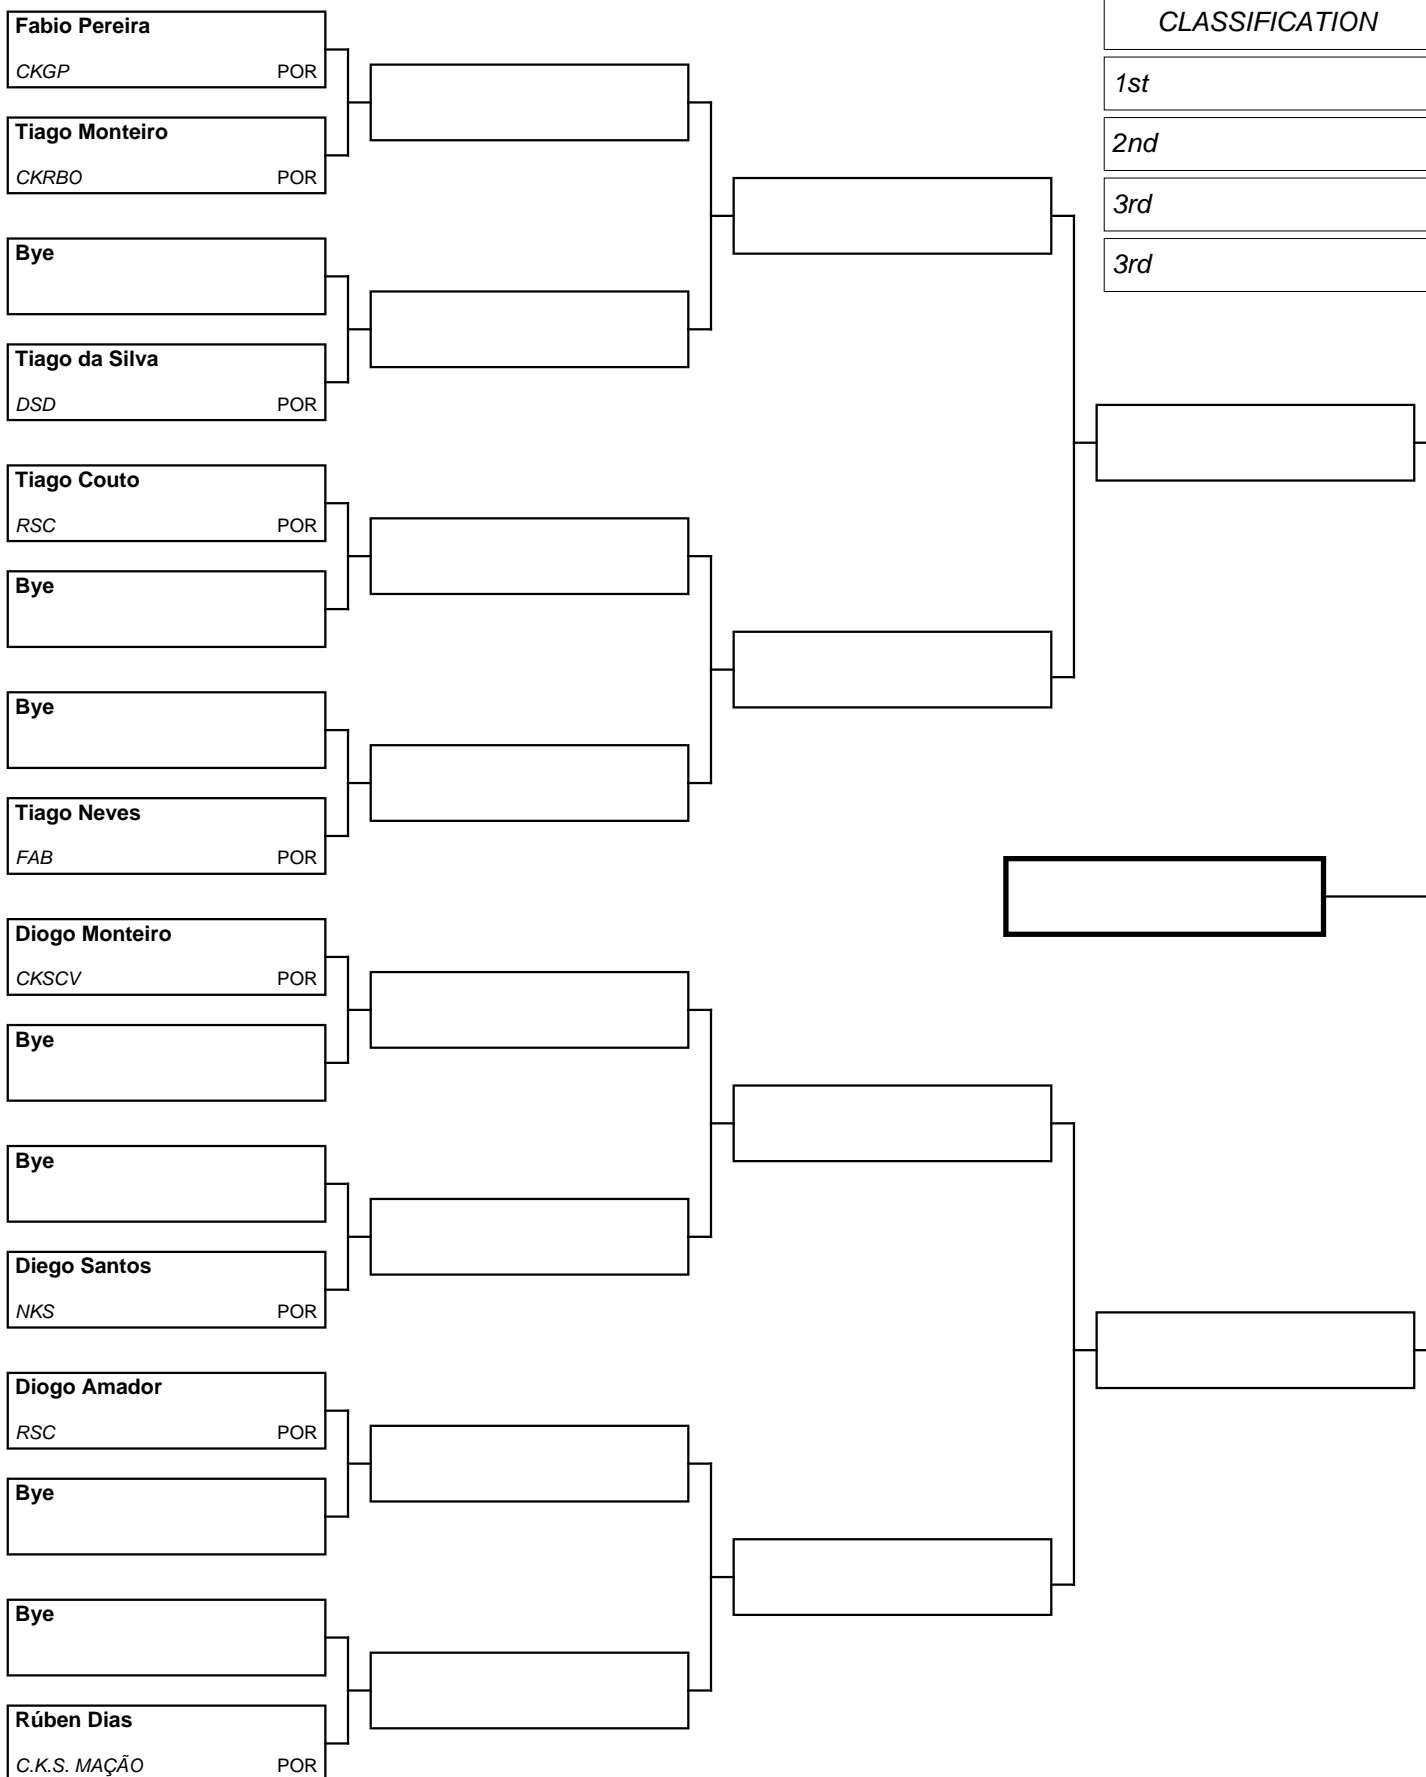 Fabio Pereira
CKGP POR
Tiago Monteiro
CKRBO POR
Bye
Tiago da Silva
DSD POR
Tiago Couto
RSC POR
Bye
Bye
Tiago Neves
FAB POR
Diogo Monteiro
CKSCV POR
Bye
Bye
Diego Santos
NKS POR
Diogo Amador
RSC POR
Bye
Bye
Rúben Dias
C.K.S. MAÇÃO POR
CLASSIFICATION
1st
2nd
3rd
3rd